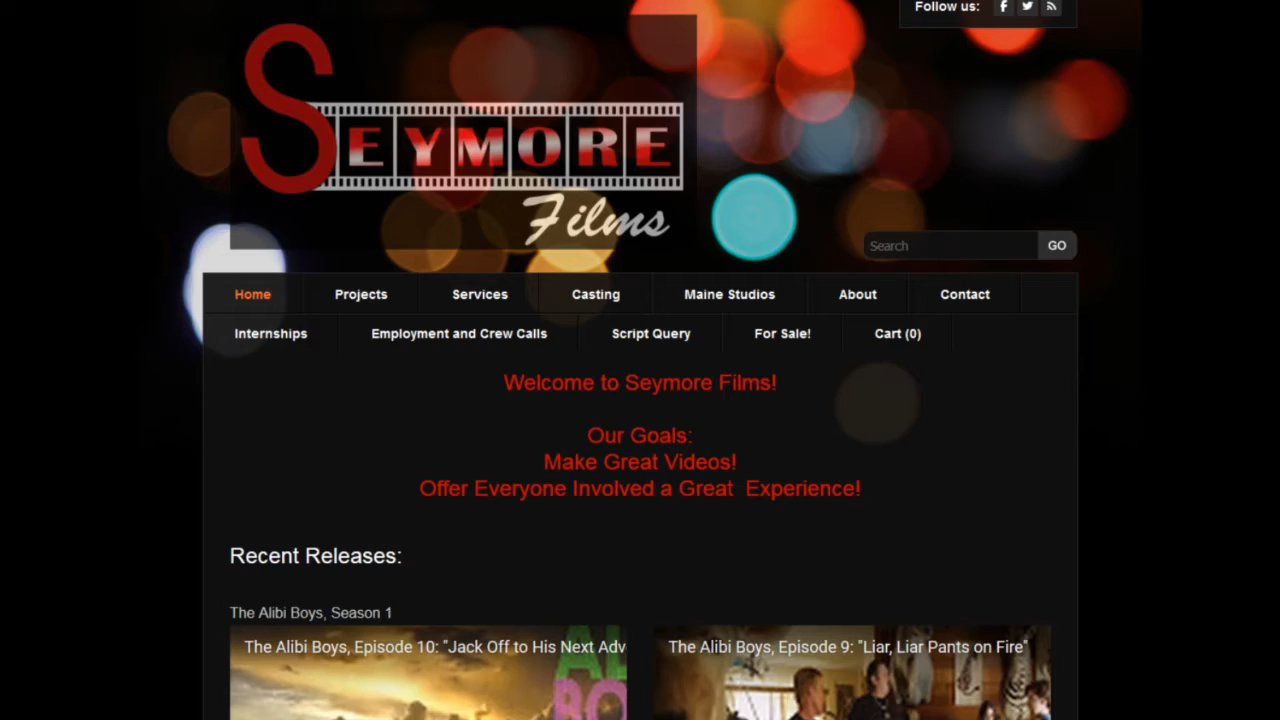 Follow us:
SEYMORE
Films
Search
GO
Home Projects Services Casting Maine Studios About Contact
Internships Employment and Crew Calls Script Query For Sale! Cart (0)
Welcome to Seymore Films!
Our Goals:
Make Great Videos!
Offer Everyone Involved a Great Experience!
Recent Releases:
The Alibi Boys, Season 1
The Alibi Boys, Episode 10: "Jack Off to His Next Adv
The Alibi Boys, Episode 9: "Liar, Liar Pants on Fire"